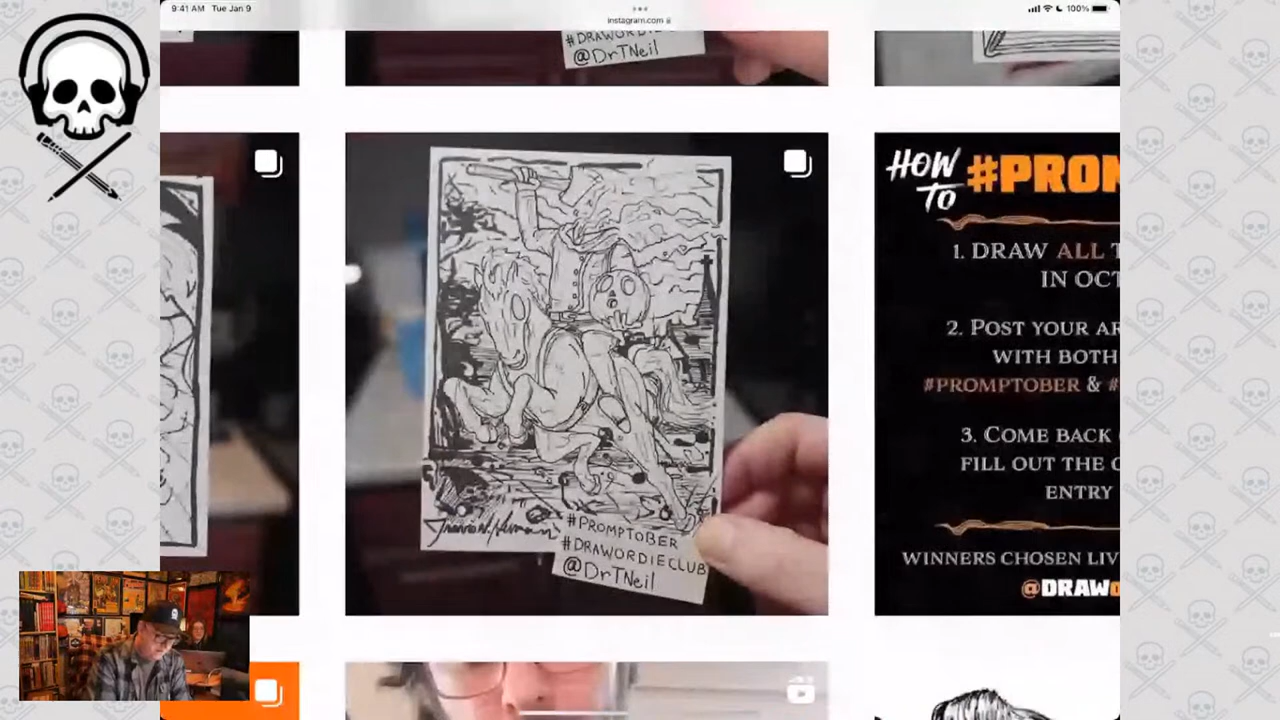 9:41 AM Tue Jan 9
instagram.com
100%
#DRAWORDIE
@DrTNeil
#PROMPTOBER
#DRAWORDIECLUB
@DrTNeil
HOW TO #PROM
1. DRAW ALL T
IN OCT
2. POST YOUR AR
WITH BOTH
#PROMPTOBER & #
3. COME BACK
FILL OUT THE
ENTRY
WINNERS CHOSEN LIV
@DRAWO